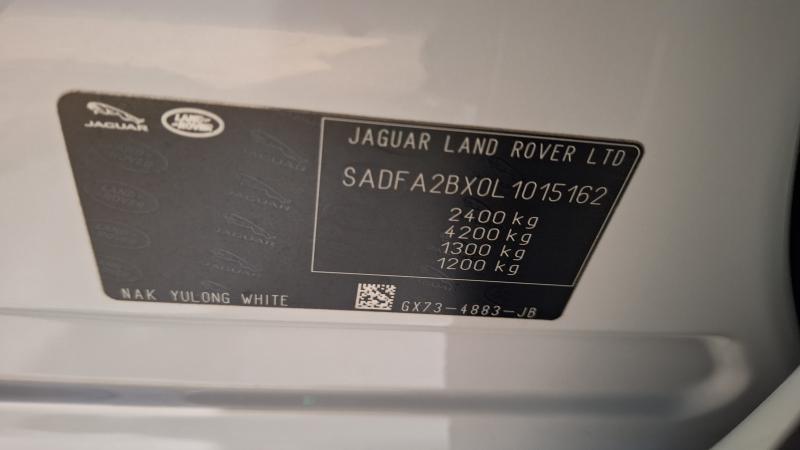 JAGUAR
LAND ROVER
JAGUAR LAND ROVER LTD
SADFA2BX0L1015162
2400 kg
4200 kg
1300 kg
1200 kg
NAK YULONG WHITE
GX73-4883-JB